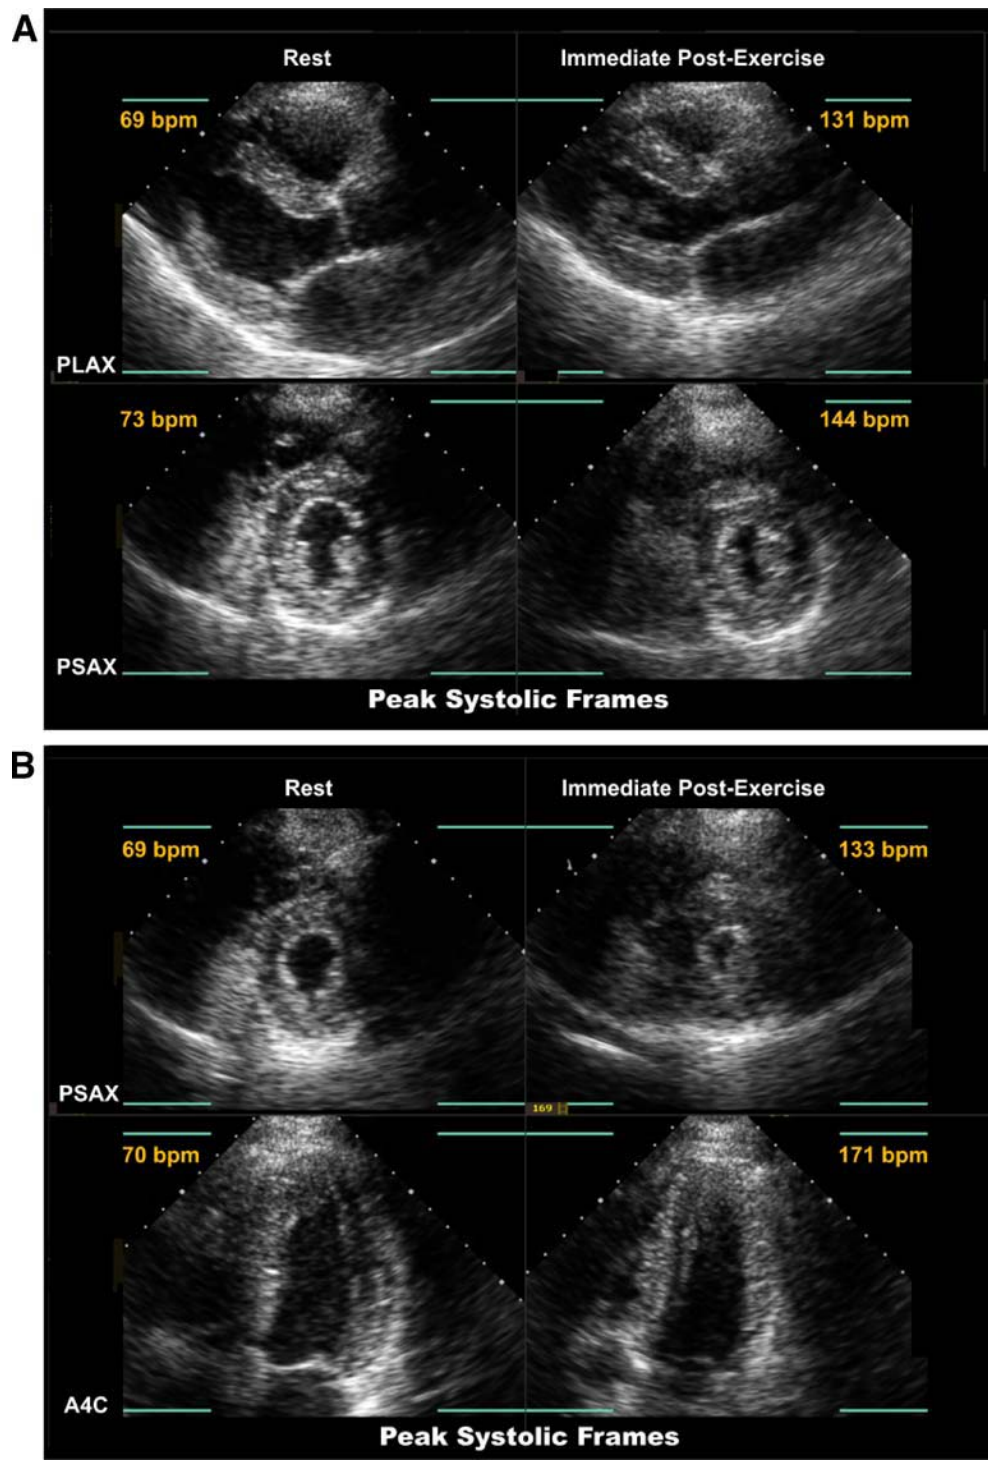 A
Rest
Immediate Post-Exercise
69 bpm
131 bpm
PLAX
73 bpm
144 bpm
PSAX
Peak Systolic Frames
B
Rest
Immediate Post-Exercise
69 bpm
133 bpm
PSAX
169
70 bpm
171 bpm
A4C
Peak Systolic Frames